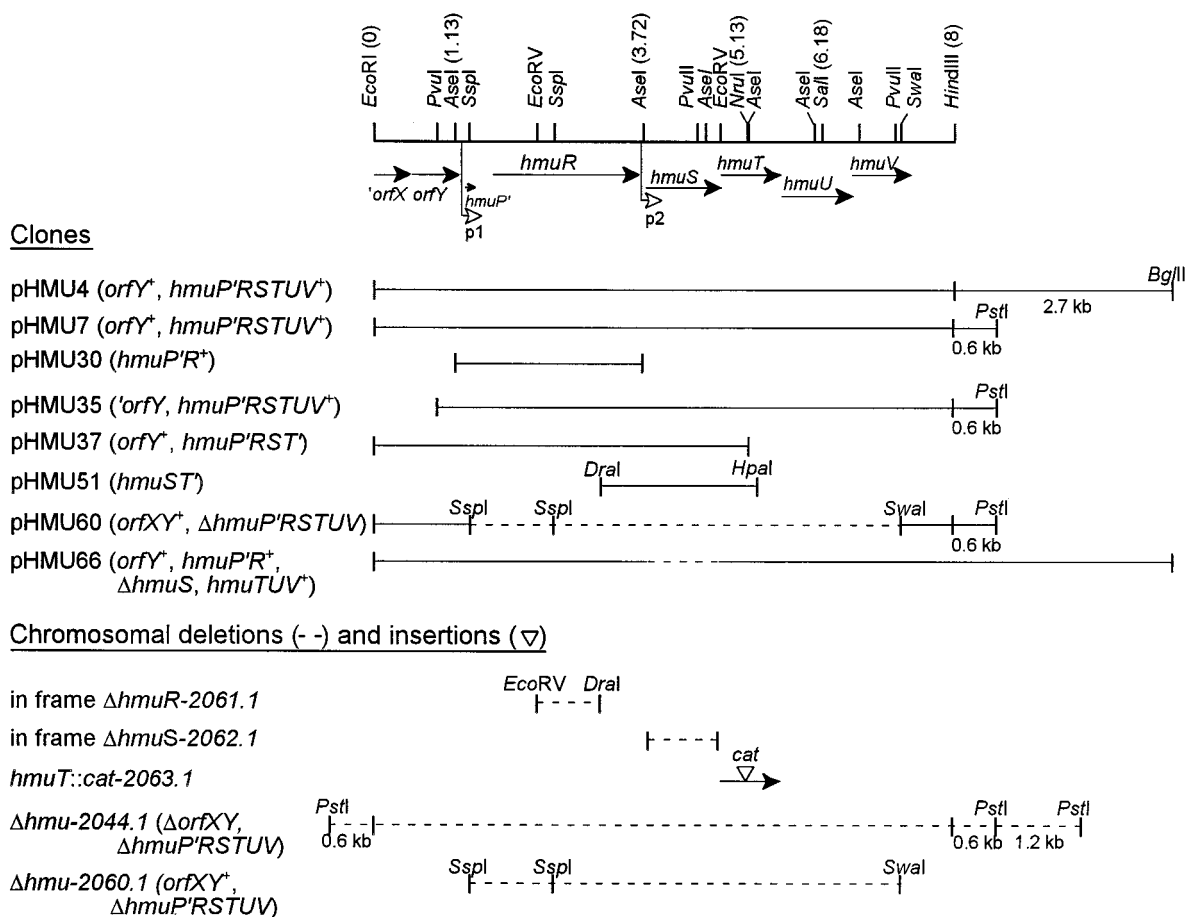 EcoRI (0)
PvuI
AseI (1.13)
SspI
EcoRV
SspI
AseI (3.72)
PvuII
AseI
EcoRV
NruI (5.13)
AseI
AseI
SalI (6.18)
AseI
PvuII
SwaI
HindIII (8)
'orfX orfY hmuP' hmuR hmuS hmuT hmuU hmuV
p1 p2
Clones
pHMU4 (orfY⁺, hmuP'RSTUV⁺) BglII
2.7 kb
pHMU7 (orfY⁺, hmuP'RSTUV⁺) PstI
0.6 kb
pHMU30 (hmuP'R⁺)
pHMU35 ('orfY, hmuP'RSTUV⁺) PstI
0.6 kb
pHMU37 (orfY⁺, hmuP'RST')
pHMU51 (hmuST') DraI HpaI
pHMU60 (orfXY⁺, ΔhmuP'RSTUV) SspI SspI SwaI PstI
0.6 kb
pHMU66 (orfY⁺, hmuP'R⁺,
ΔhmuS, hmuTUV⁺)
Chromosomal deletions (- -) and insertions (▽)
in frame ΔhmuR-2061.1 EcoRV DraI
in frame ΔhmuS-2062.1
hmuT::cat-2063.1 cat
Δhmu-2044.1 (ΔorfXY, PstI PstI PstI
ΔhmuP'RSTUV) 0.6 kb 0.6 kb 1.2 kb
Δhmu-2060.1 (orfXY⁺, SspI SspI SwaI
ΔhmuP'RSTUV)